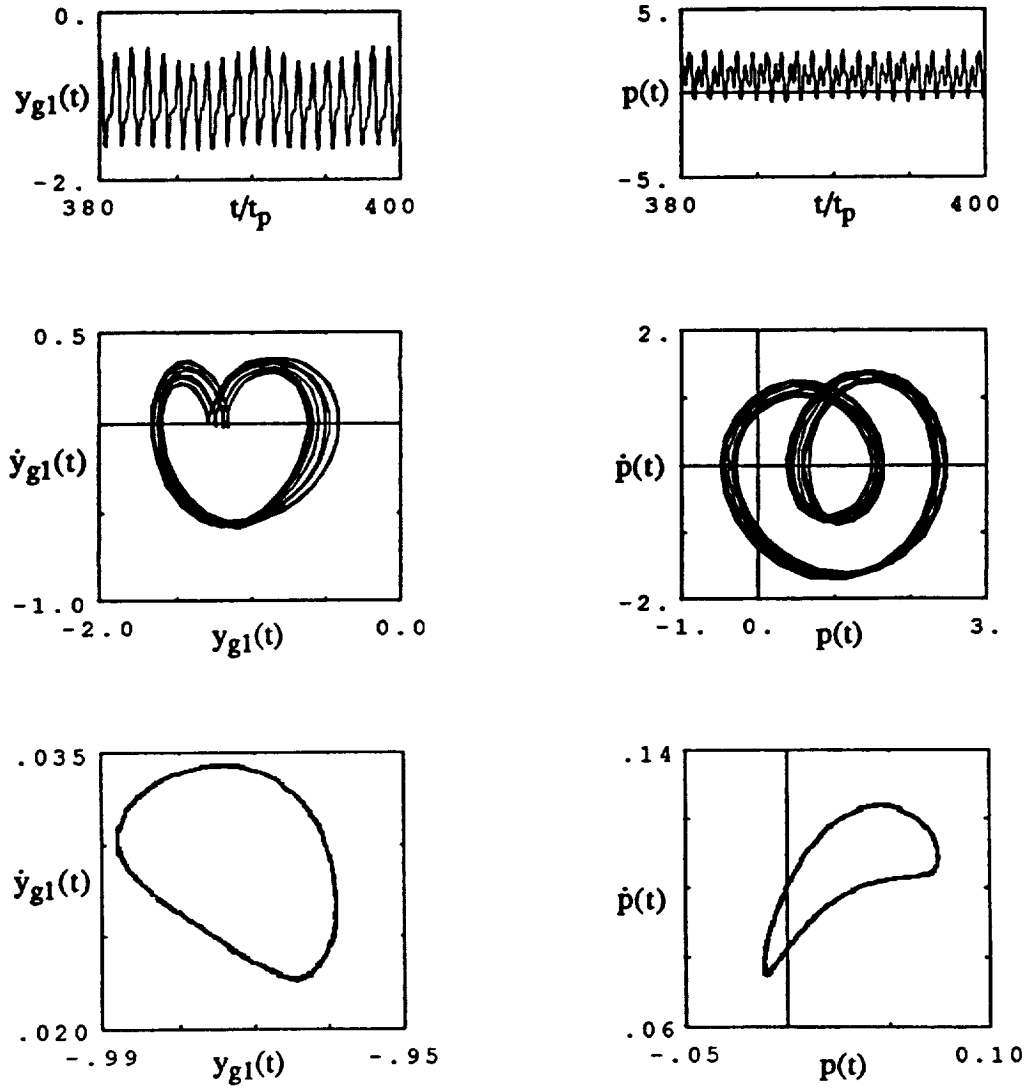 0.
y_g1(t)
-2.
380
t/t_p
400
5.
p(t)
-5.
380
t/t_p
400
0.5
ẏ_g1(t)
-1.0
-2.0
y_g1(t)
0.0
2.
ṗ(t)
-2.
-1.
0.
p(t)
3.
.035
ẏ_g1(t)
.020
-.99
y_g1(t)
-.95
.14
ṗ(t)
.06
-.05
p(t)
0.10